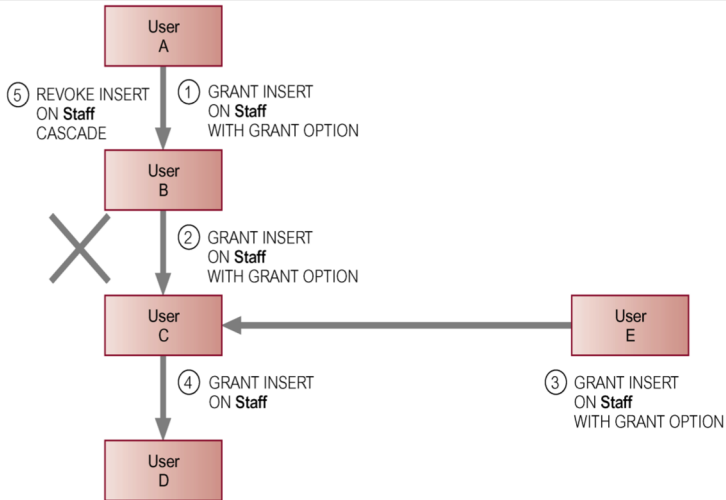 User
A
5 REVOKE INSERT
ON Staff
CASCADE
1 GRANT INSERT
ON Staff
WITH GRANT OPTION
User
B
2 GRANT INSERT
ON Staff
WITH GRANT OPTION
User
C
User
E
4 GRANT INSERT
ON Staff
3 GRANT INSERT
ON Staff
WITH GRANT OPTION
User
D